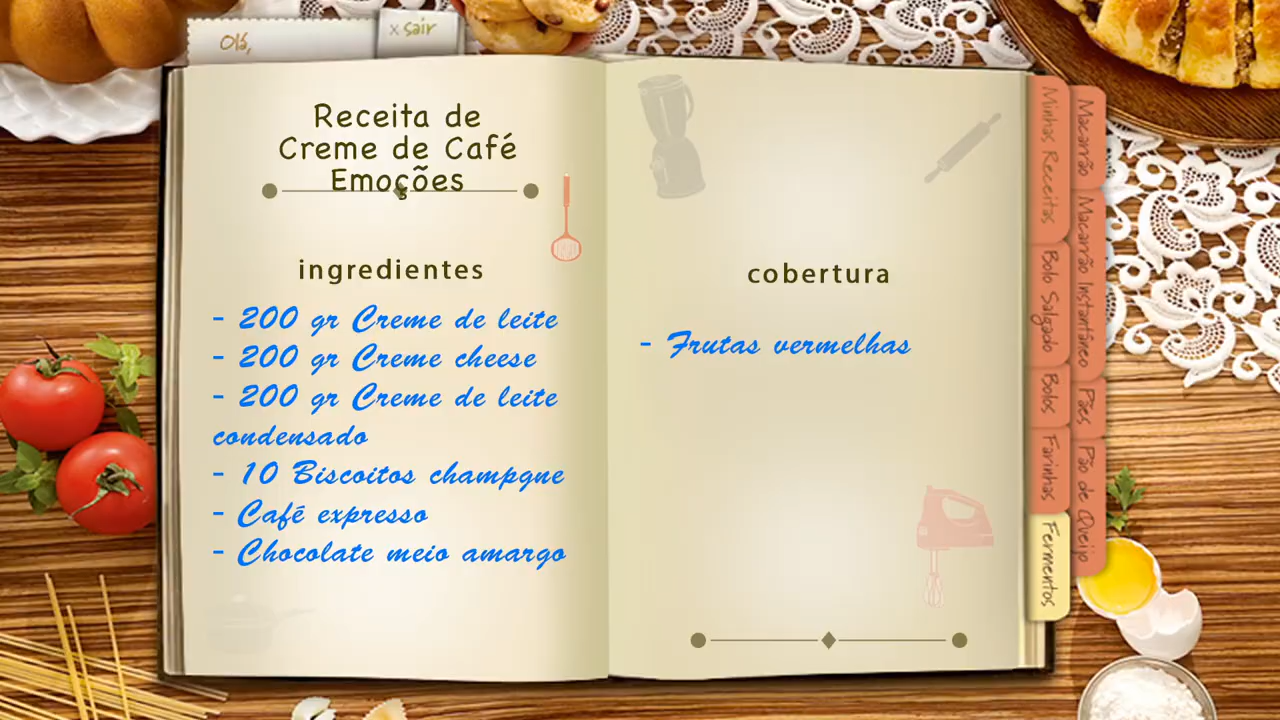 Olá,
x sair
Receita de
Creme de Café
Emoções
ingredientes
- 200 gr Creme de leite
- 200 gr Creme cheese
- 200 gr Creme de leite
condensado
- 10 Biscoitos champgne
- Café expresso
- Chocolate meio amargo
cobertura
- Frutas vermelhas
Minhas Receitas
Bolo Salgado
Bolos
Farinhas
Fermentos
Macarrão
Macarrão Instantâneo
Pães
Pão de Queijo